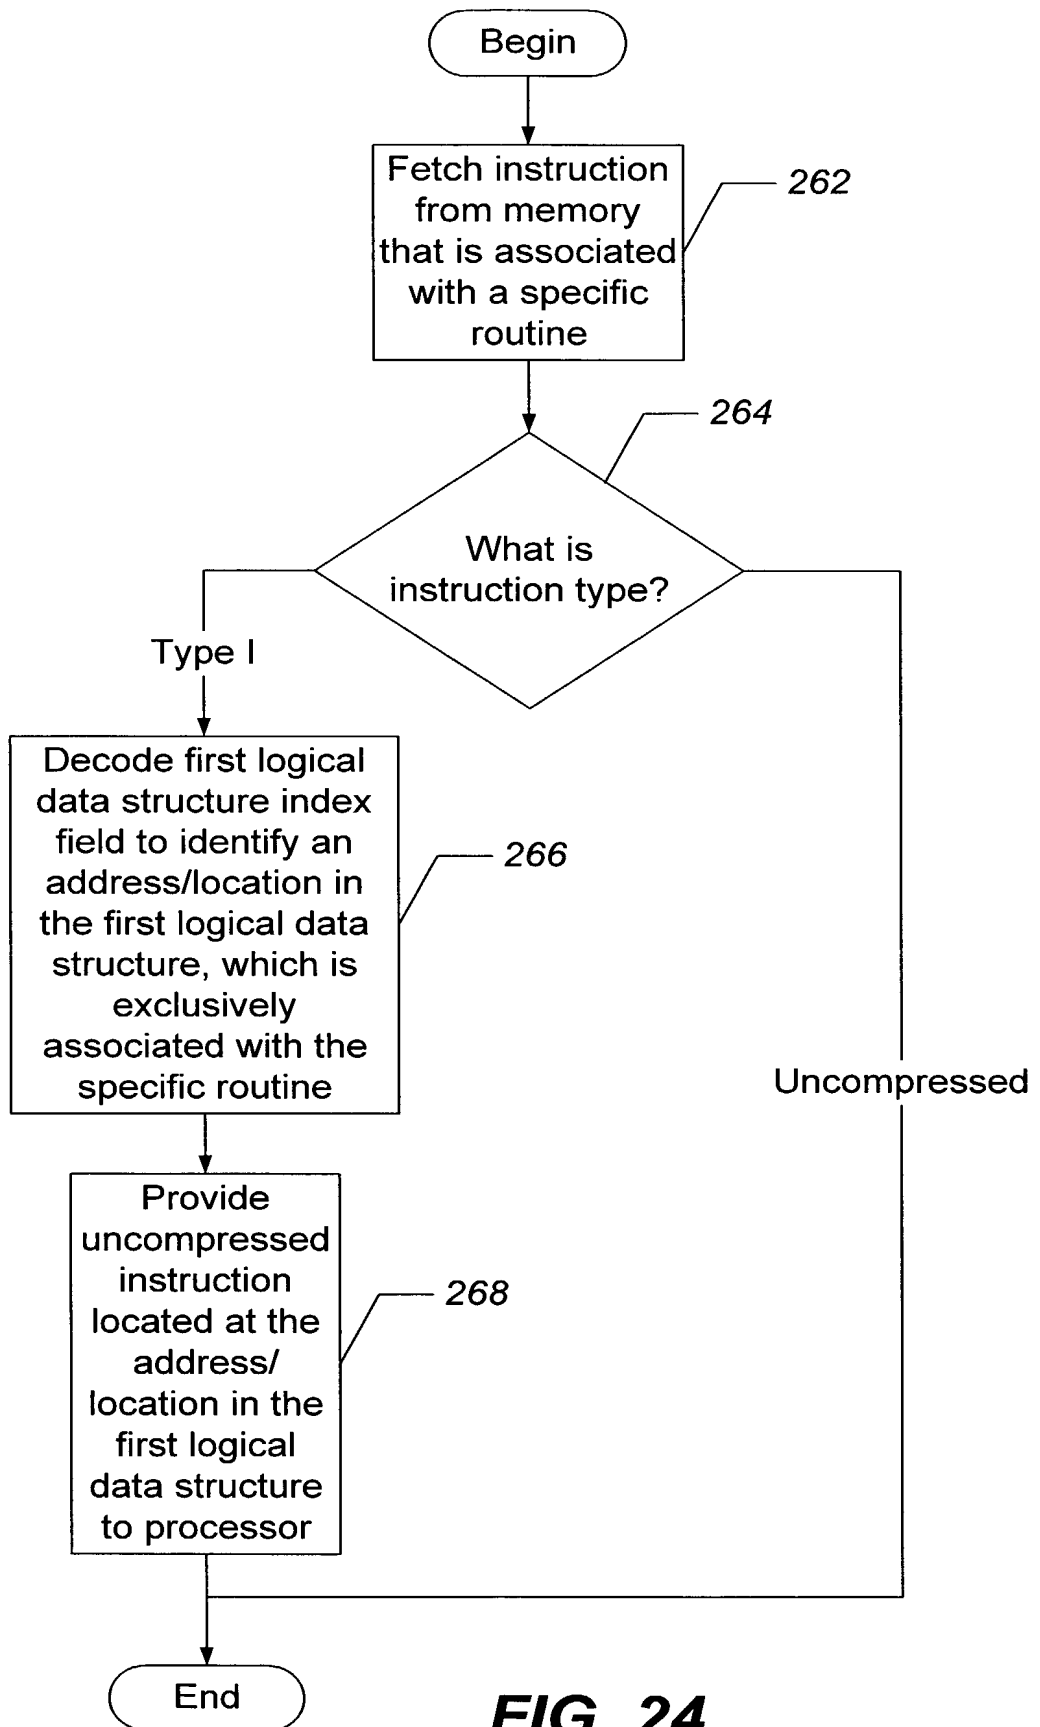 Begin
Fetch instruction
from memory
that is associated
with a specific
routine
262
264
What is
instruction type?
Type I
Decode first logical
data structure index
field to identify an
address/location in
the first logical data
structure, which is
exclusively
associated with the
specific routine
266
Uncompressed
Provide
uncompressed
instruction
located at the
address/
location in the
first logical
data structure
to processor
268
End
FIG. 24